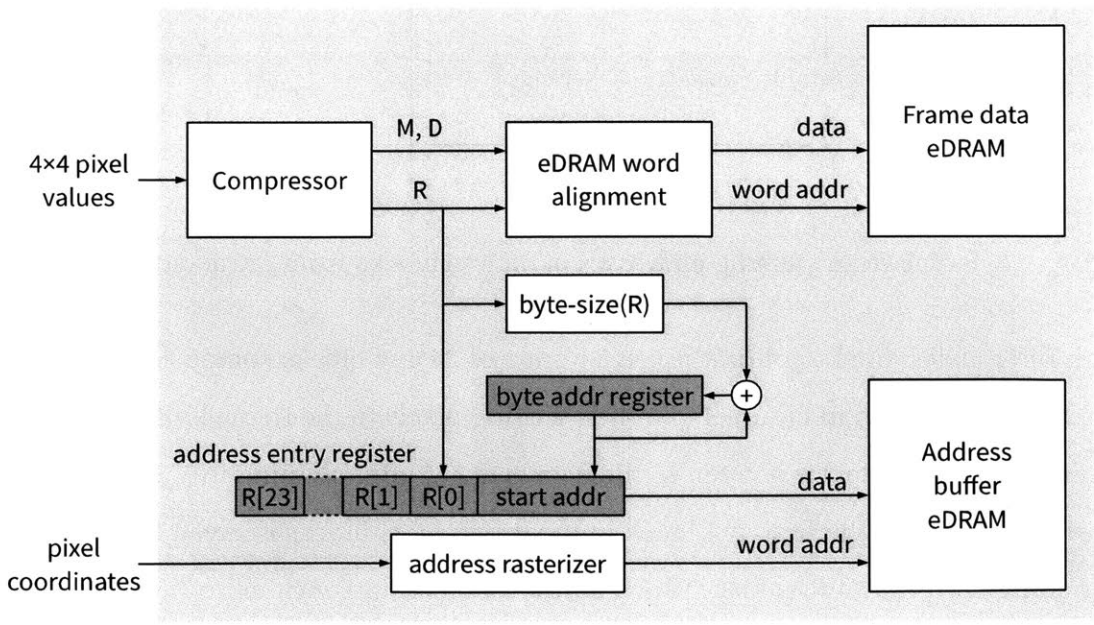 4×4 pixel
values
Compressor
M, D
R
eDRAM word
alignment
data
word addr
Frame data
eDRAM
byte-size(R)
byte addr register
+
address entry register
R[23]
R[1]
R[0]
start addr
data
word addr
Address
buffer
eDRAM
pixel
coordinates
address rasterizer